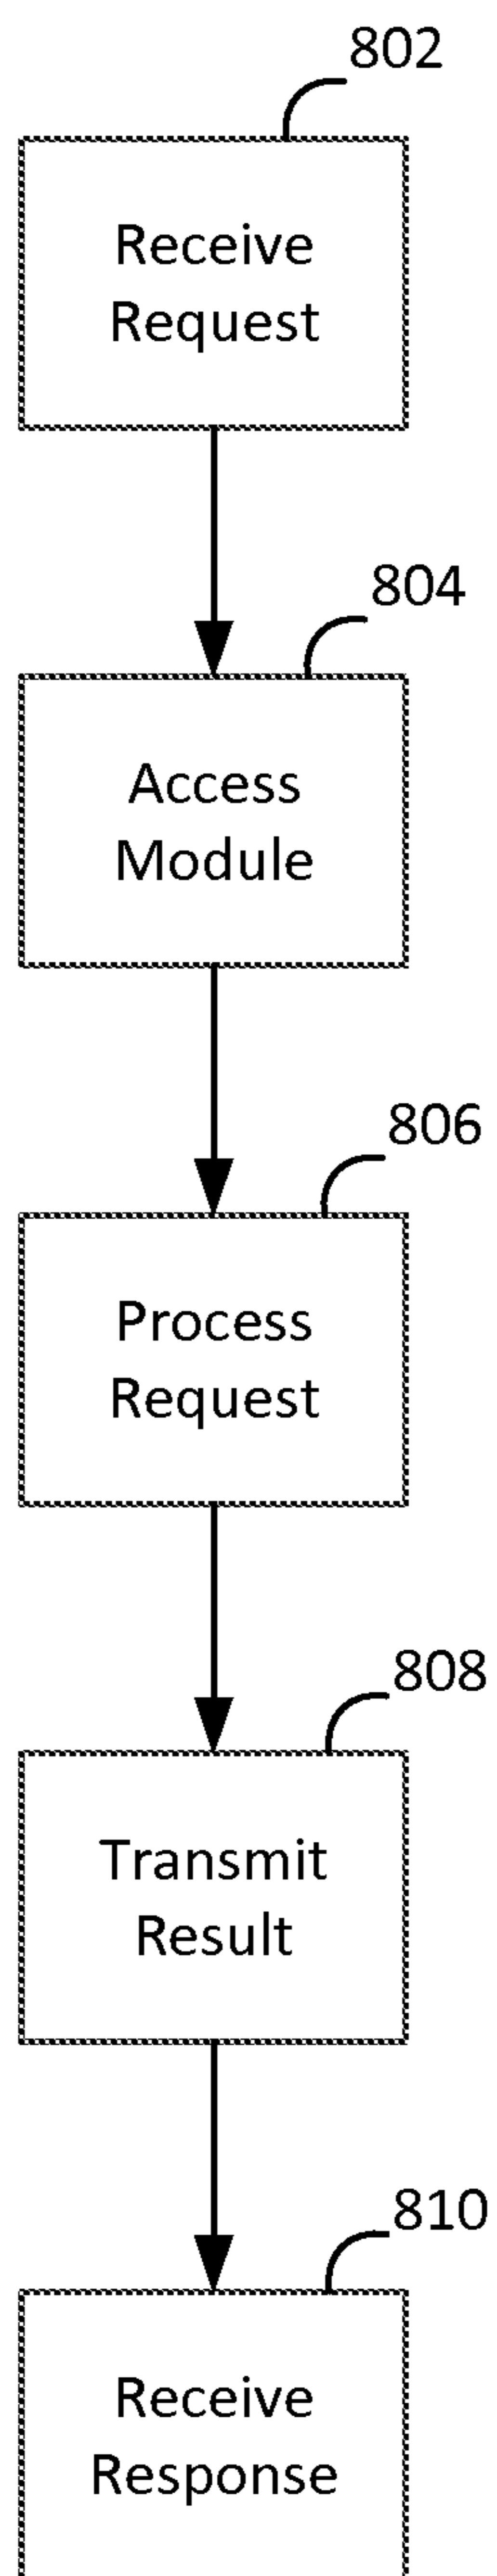 802
Receive
Request
804
Access
Module
806
Process
Request
808
Transmit
Result
810
Receive
Response